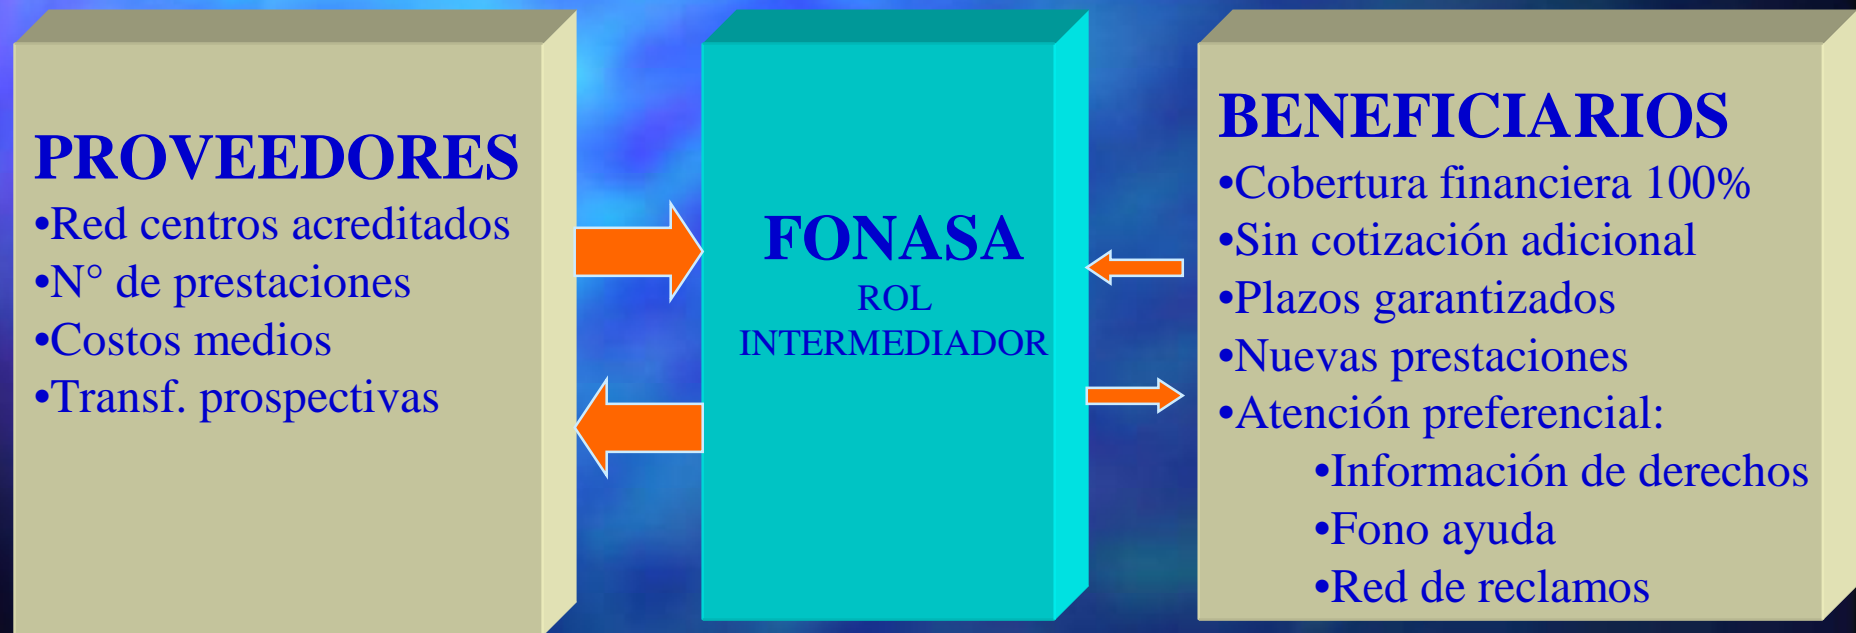 PROVEEDORES
•Red centros acreditados
•N° de prestaciones
•Costos medios
•Transf. prospectivas
FONASA
ROL
INTERMEDIADOR
BENEFICIARIOS
•Cobertura financiera 100%
•Sin cotización adicional
•Plazos garantizados
•Nuevas prestaciones
•Atención preferencial:
•Información de derechos
•Fono ayuda
•Red de reclamos